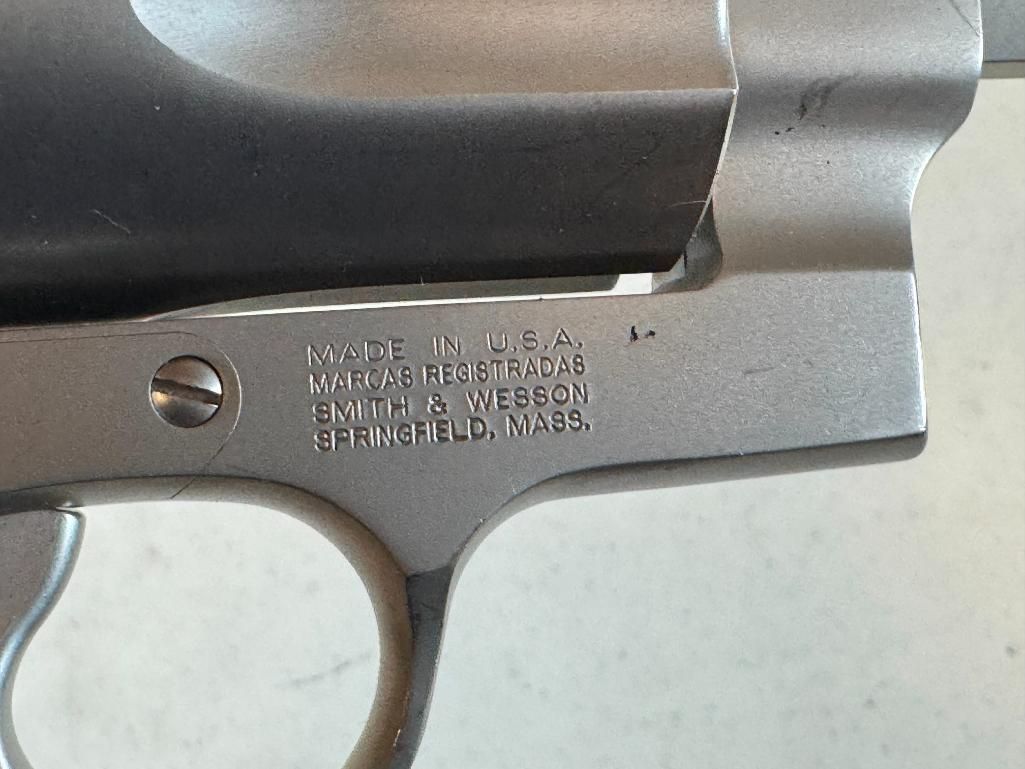 MADE IN U.S.A.
MARCAS REGISTRADAS
SMITH & WESSON
SPRINGFIELD, MASS.